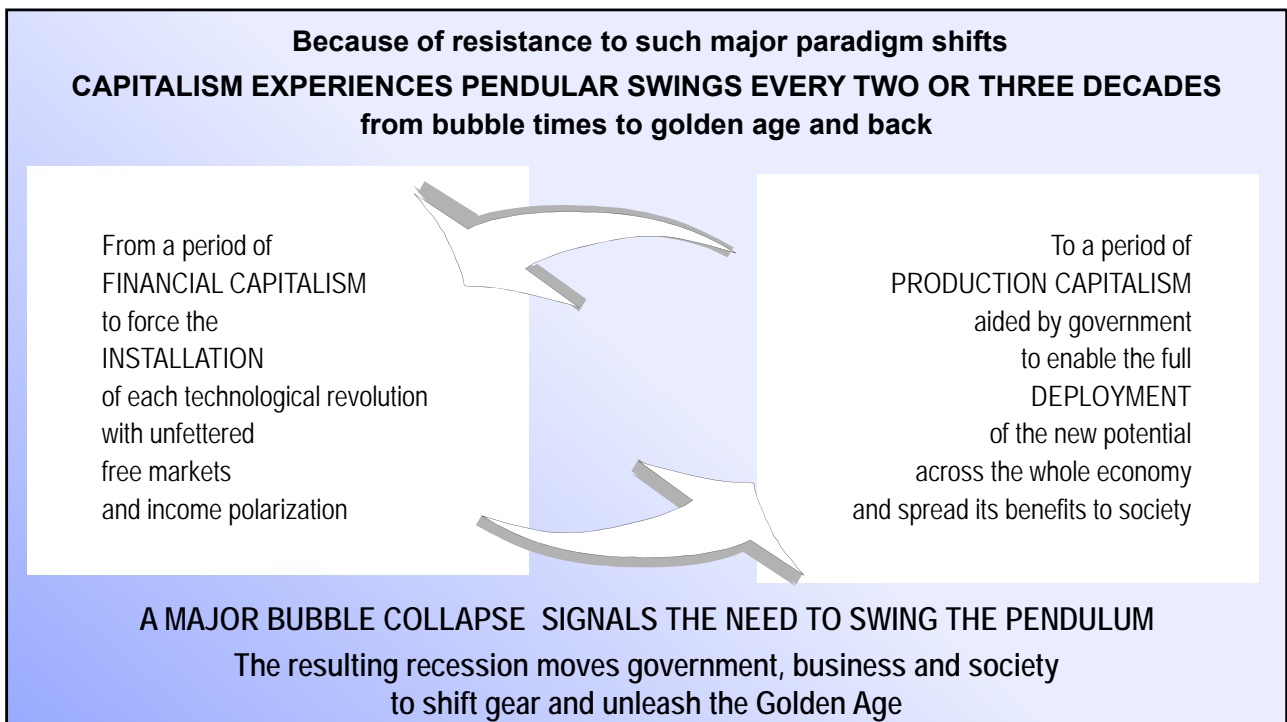 Because of resistance to such major paradigm shifts
CAPITALISM EXPERIENCES PENDULAR SWINGS EVERY TWO OR THREE DECADES
from bubble times to golden age and back
From a period of
FINANCIAL CAPITALISM
to force the
INSTALLATION
of each technological revolution
with unfettered
free markets
and income polarization
To a period of
PRODUCTION CAPITALISM
aided by government
to enable the full
DEPLOYMENT
of the new potential
across the whole economy
and spread its benefits to society
A MAJOR BUBBLE COLLAPSE SIGNALS THE NEED TO SWING THE PENDULUM
The resulting recession moves government, business and society
to shift gear and unleash the Golden Age